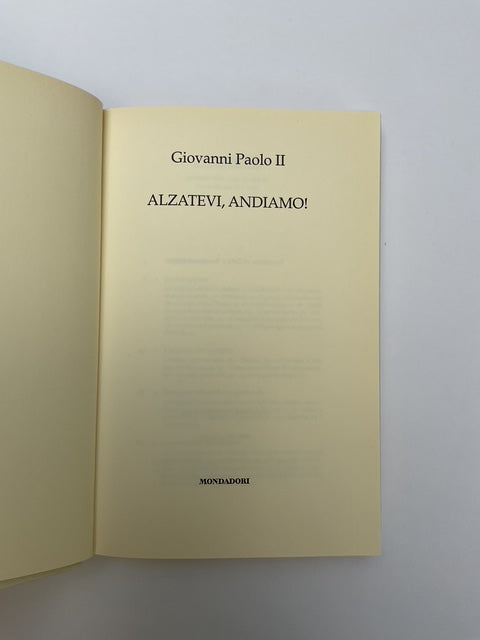 Giovanni Paolo II
ALZATEVI, ANDIAMO!
MONDADORI